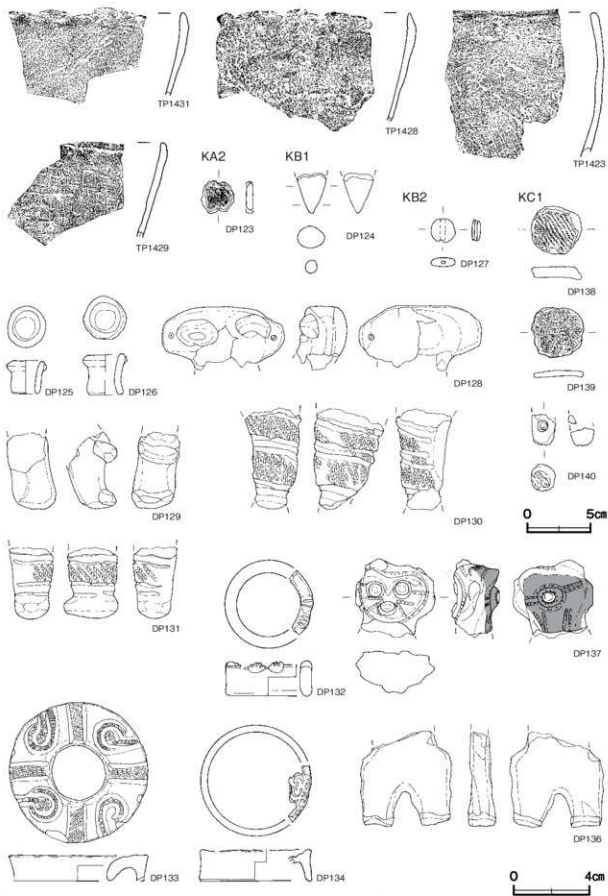 TP1431
TP1428
TP1423
TP1429
KA2
DP123
KB1
DP124
KB2
DP127
KC1
DP138
DP139
DP125
DP126
DP128
DP140
0 5cm
DP129
DP130
DP131
DP132
DP137
DP133
DP134
DP136
0 4cm